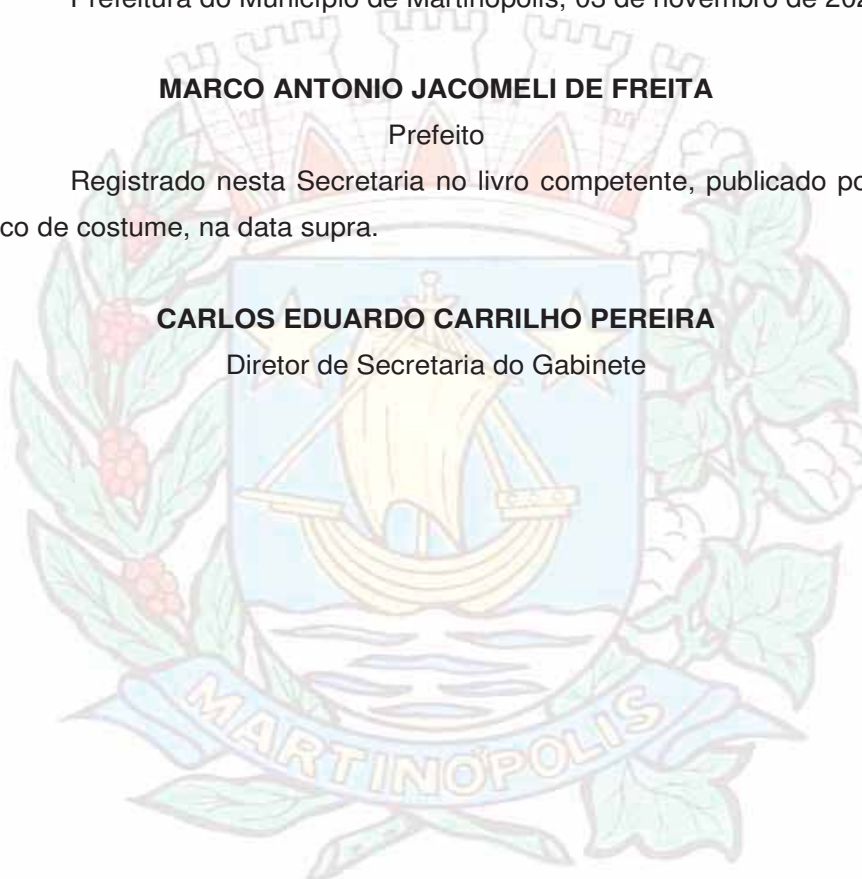 Prefeitura do Município de Martinópolis, 03 de novembro de 202
MARCO ANTONIO JACOMELI DE FREITA
Prefeito
Registrado nesta Secretaria no livro competente, publicado po
co de costume, na data supra.
CARLOS EDUARDO CARRILHO PEREIRA
Diretor de Secretaria do Gabinete
MARTINÓPOLIS